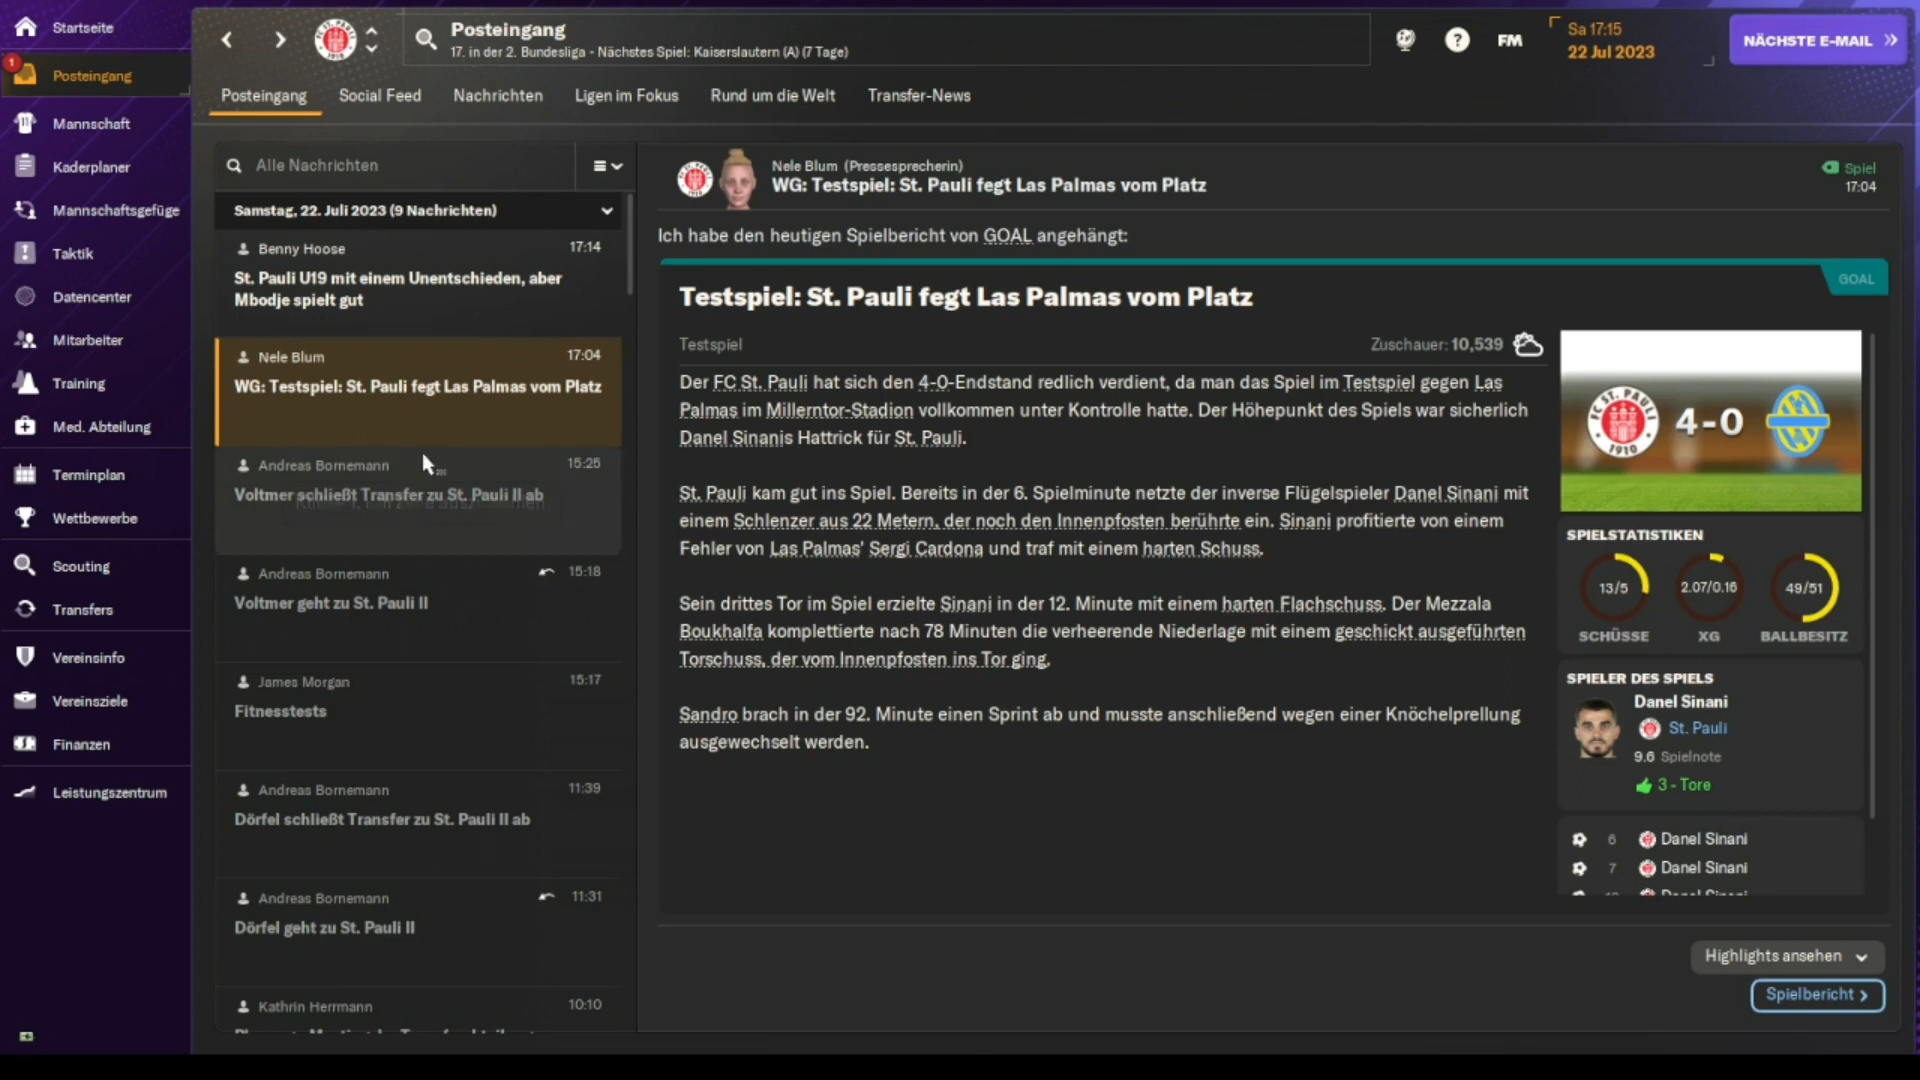 Startseite
1
Posteingang
Mannschaft
Kaderplaner
Mannschaftsgefüge
Taktik
Datencenter
Mitarbeiter
Training
Med. Abteilung
Terminplan
Wettbewerbe
Scouting
Transfers
Vereinsinfo
Vereinsziele
Finanzen
Leistungszentrum
Posteingang
17. in der 2. Bundesliga - Nächstes Spiel: Kaiserslautern (A) (7 Tage)
?
FM
Sa 17:15
22 Jul 2023
NÄCHSTE E-MAIL
Posteingang
Social Feed
Nachrichten
Ligen im Fokus
Rund um die Welt
Transfer-News
Alle Nachrichten
Samstag, 22. Juli 2023 (9 Nachrichten)
Benny Hoose 17:14
St. Pauli U19 mit einem Unentschieden, aber
Mbodje spielt gut
Nele Blum 17:04
WG: Testspiel: St. Pauli fegt Las Palmas vom Platz
Andreas Bornemann 15:25
Voltmer schließt Transfer zu St. Pauli II ab
Andreas Bornemann 15:18
Voltmer geht zu St. Pauli II
James Morgan 15:17
Fitnesstests
Andreas Bornemann 11:39
Dörfel schließt Transfer zu St. Pauli II ab
Andreas Bornemann 11:31
Dörfel geht zu St. Pauli II
Kathrin Herrmann 10:10
Nele Blum (Pressesprecherin)
WG: Testspiel: St. Pauli fegt Las Palmas vom Platz
Spiel
17:04
Ich habe den heutigen Spielbericht von GOAL angehängt:
GOAL
Testspiel: St. Pauli fegt Las Palmas vom Platz
Testspiel
Zuschauer: 10,539
Der FC St. Pauli hat sich den 4-0-Endstand redlich verdient, da man das Spiel im Testspiel gegen Las
Palmas im Millerntor-Stadion vollkommen unter Kontrolle hatte. Der Höhepunkt des Spiels war sicherlich
Danel Sinanis Hattrick für St. Pauli.
St. Pauli kam gut ins Spiel. Bereits in der 6. Spielminute netzte der inverse Flügelspieler Danel Sinani mit
einem Schlenzer aus 22 Metern, der noch den Innenpfosten berührte ein. Sinani profitierte von einem
Fehler von Las Palmas' Sergi Cardona und traf mit einem harten Schuss.
Sein drittes Tor im Spiel erzielte Sinani in der 12. Minute mit einem harten Flachschuss. Der Mezzala
Boukhalfa komplettierte nach 78 Minuten die verheerende Niederlage mit einem geschickt ausgeführten
Torschuss, der vom Innenpfosten ins Tor ging.
Sandro brach in der 92. Minute einen Sprint ab und musste anschließend wegen einer Knöchelprellung
ausgewechselt werden.
FC ST. PAULI
1910
4-0
SPIELSTATISTIKEN
13/5
2.07/0.16
49/51
SCHÜSSE
XG
BALLBESITZ
SPIELER DES SPIELS
Danel Sinani
St. Pauli
9.6 Spielnote
3 - Tore
6 Danel Sinani
7 Danel Sinani
Danel Sinani
Highlights ansehen
Spielbericht